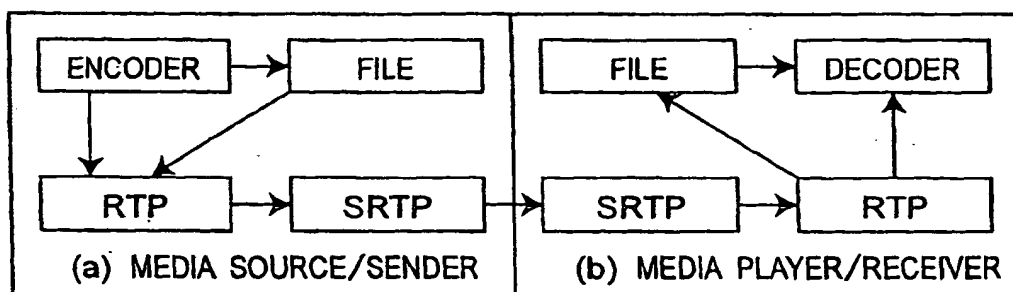 ENCODER FILE FILE DECODER
RTP SRTP SRTP RTP
(a) MEDIA SOURCE/SENDER (b) MEDIA PLAYER/RECEIVER